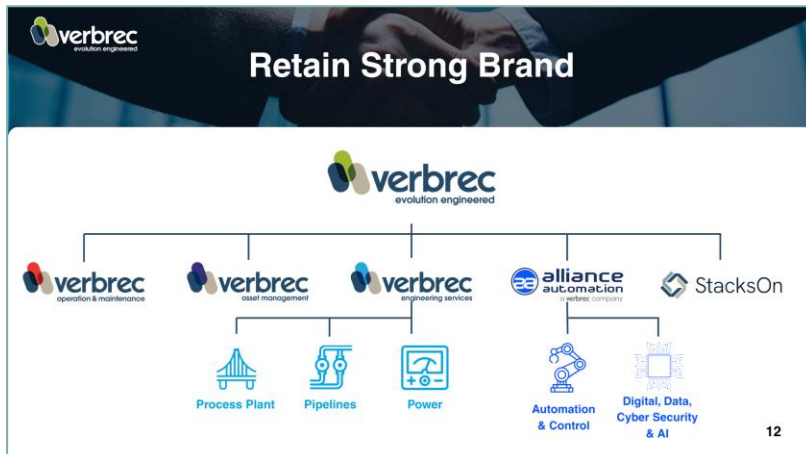 verbrec
evolution engineered
Retain Strong Brand
verbrec
evolution engineered
verbrec
operation & maintenance
verbrec
asset management
verbrec
engineering services
alliance
automation
a verbrec company
StacksOn
Process Plant
Pipelines
Power
Automation
& Control
Digital, Data,
Cyber Security
& AI
12